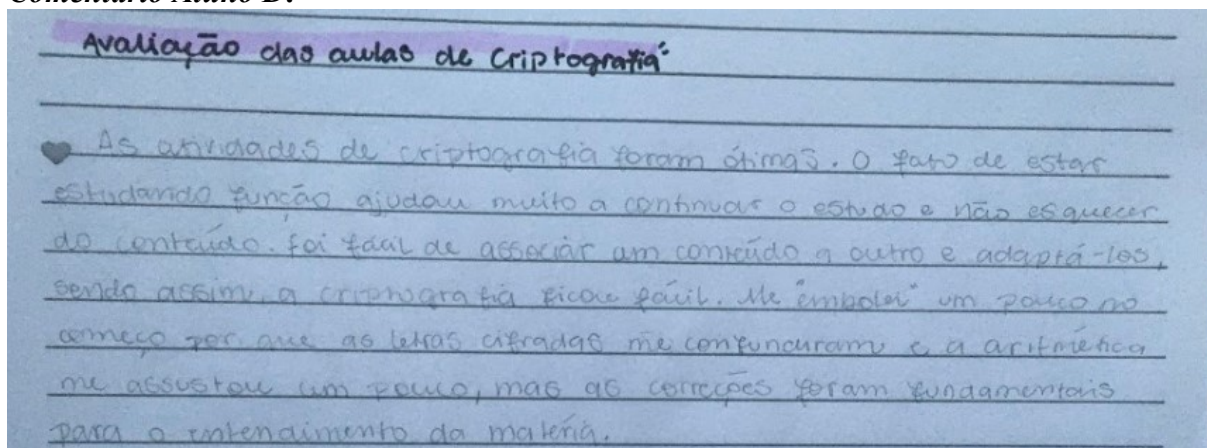 Comentário Aluno D:
Avaliação das aulas de Criptografia
As atividades de criptografia foram ótimas. O fato de estar
estudando função ajudou muito a continuar o estudo e não esquecer
do conteúdo. foi fácil de associar um conteúdo a outro e adaptá-los,
sendo assim, a criptografia ficou fácil. Me "embolei" um pouco no
começo por que as letras cifradas me confundiram e a aritmética
me assustou um pouco, mas as correções foram fundamentais
para o entendimento da matéria.